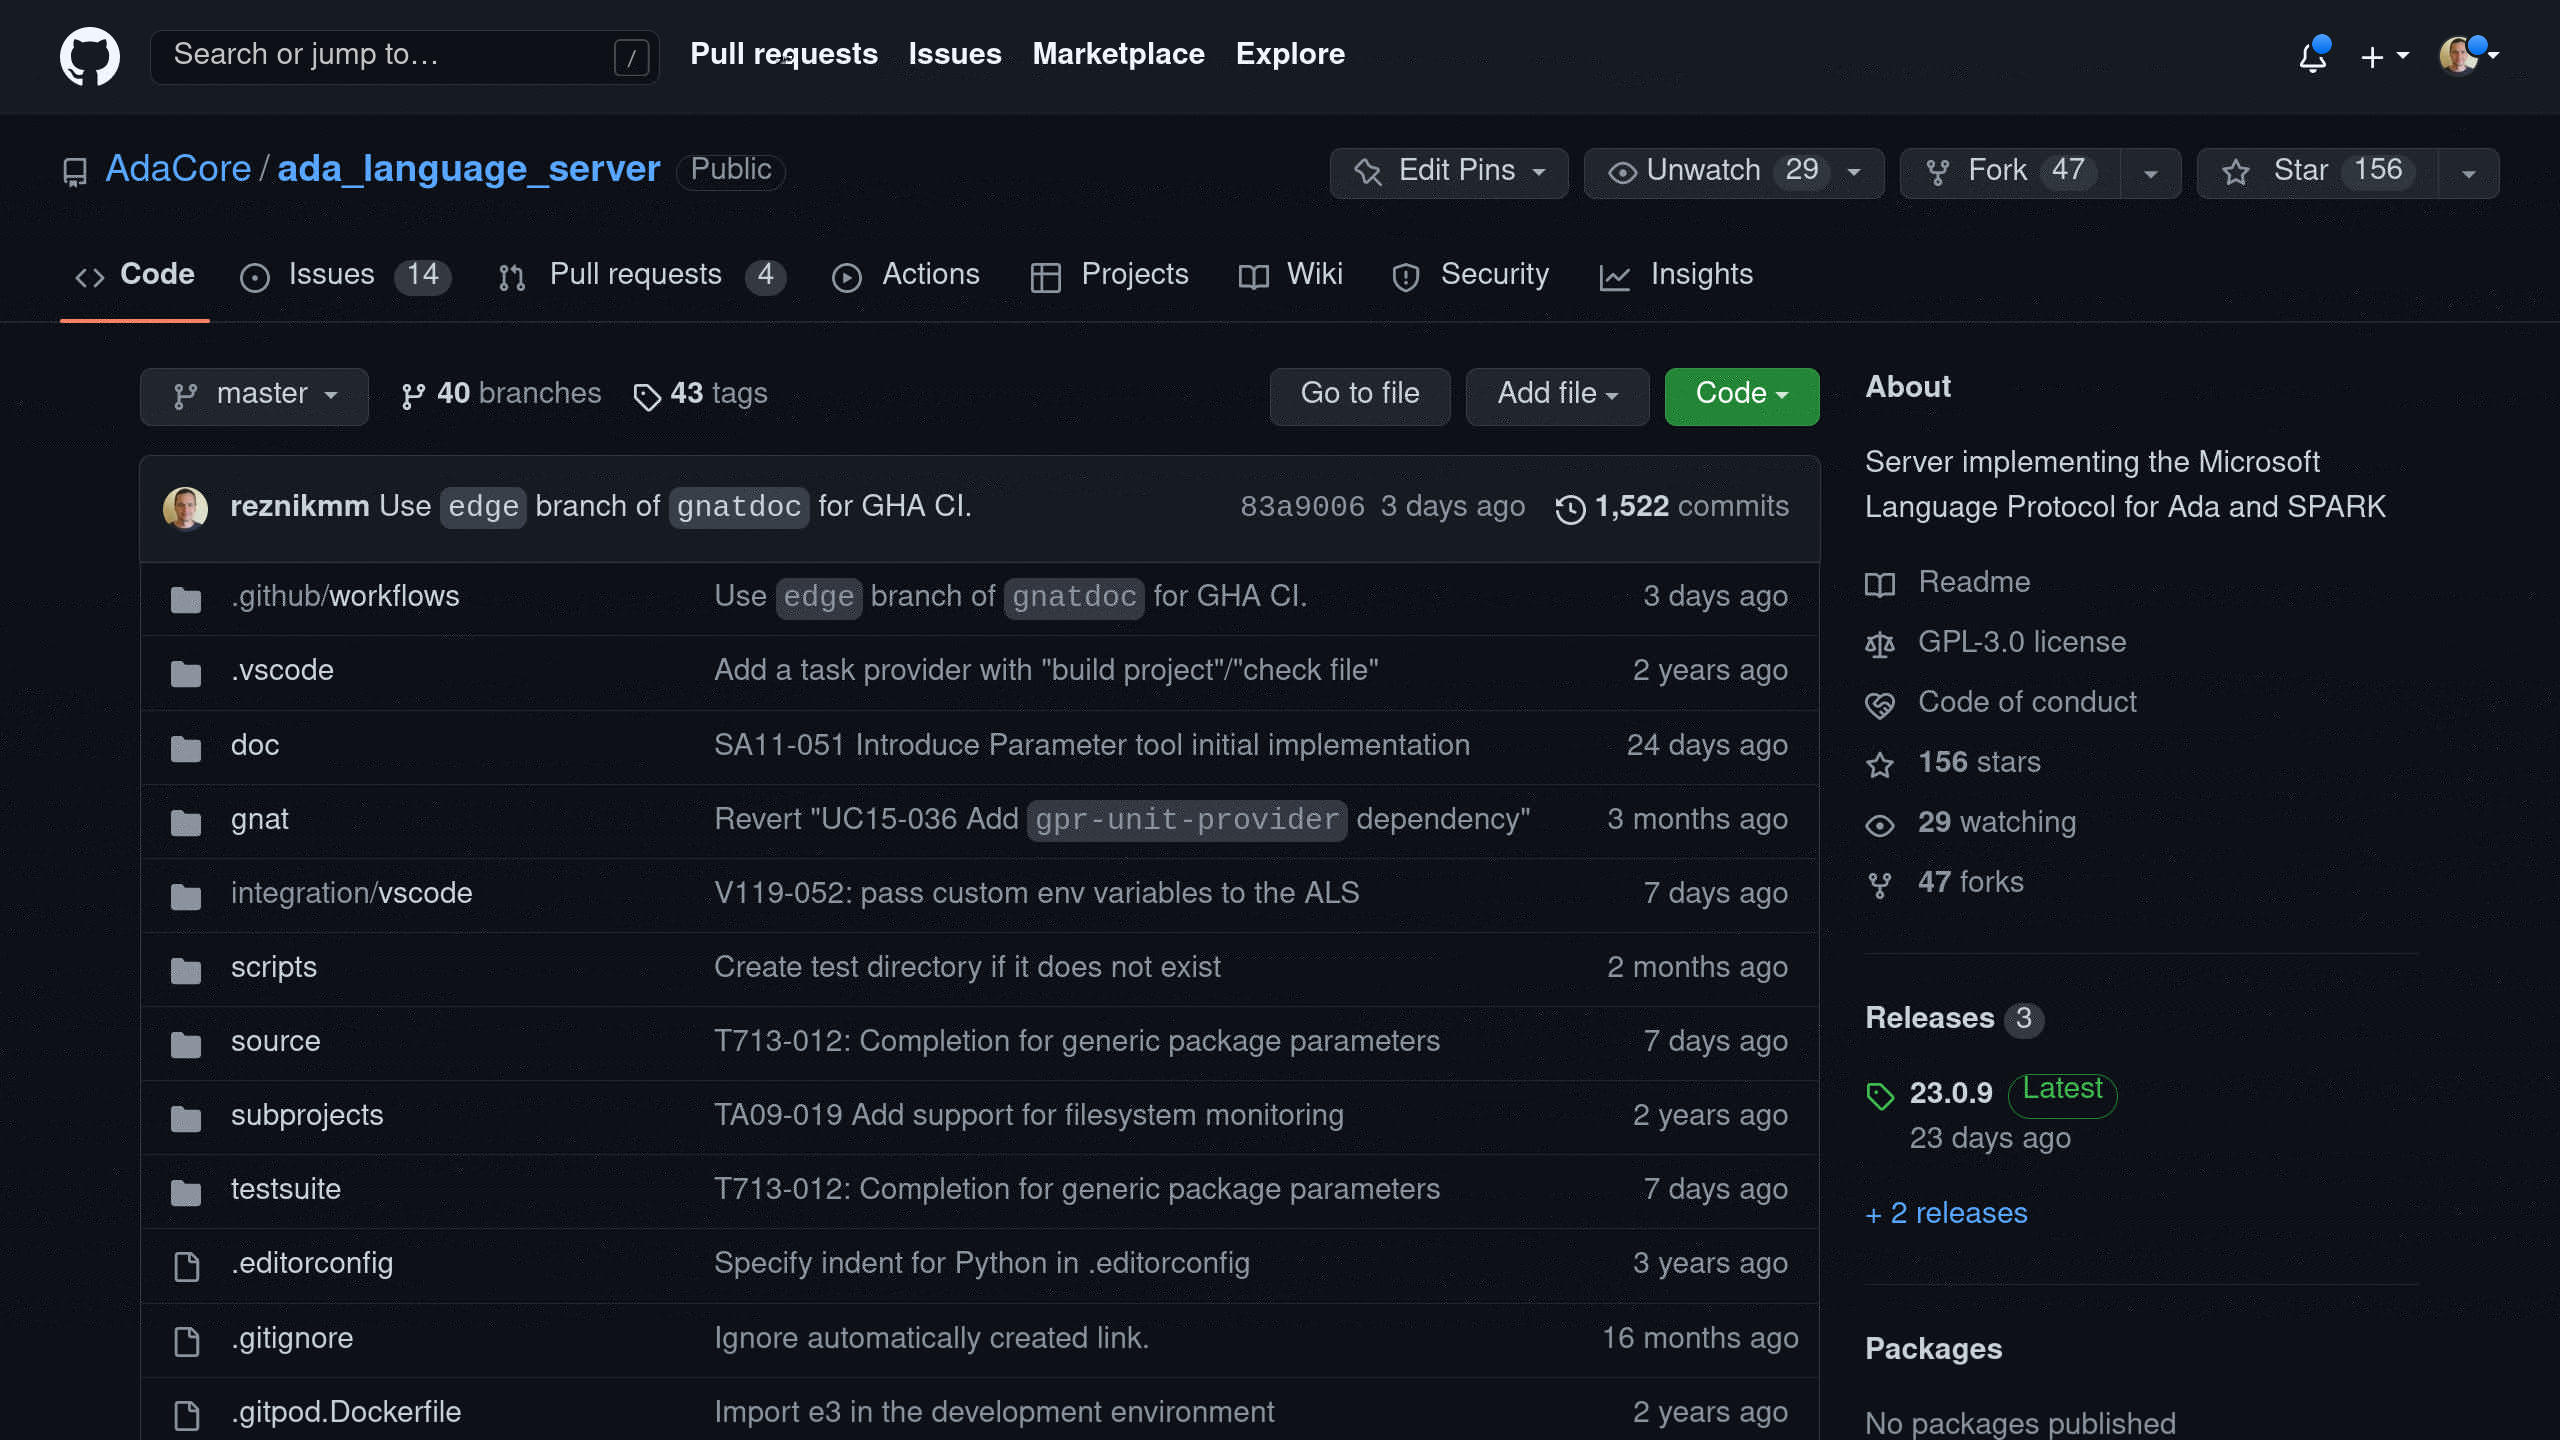 Search or jump to… / Pull requests Issues Marketplace Explore
AdaCore / ada_language_server Public Edit Pins Unwatch 29 Fork 47 Star 156
Code Issues 14 Pull requests 4 Actions Projects Wiki Security Insights
master 40 branches 43 tags Go to file Add file Code
reznikmm Use edge branch of gnatdoc for GHA CI. 83a9006 3 days ago 1,522 commits
.github/workflows Use edge branch of gnatdoc for GHA CI. 3 days ago
.vscode Add a task provider with "build project"/"check file" 2 years ago
doc SA11-051 Introduce Parameter tool initial implementation 24 days ago
gnat Revert "UC15-036 Add gpr-unit-provider dependency" 3 months ago
integration/vscode V119-052: pass custom env variables to the ALS 7 days ago
scripts Create test directory if it does not exist 2 months ago
source T713-012: Completion for generic package parameters 7 days ago
subprojects TA09-019 Add support for filesystem monitoring 2 years ago
testsuite T713-012: Completion for generic package parameters 7 days ago
.editorconfig Specify indent for Python in .editorconfig 3 years ago
.gitignore Ignore automatically created link. 16 months ago
.gitpod.Dockerfile Import e3 in the development environment 2 years ago
About
Server implementing the Microsoft
Language Protocol for Ada and SPARK
Readme
GPL-3.0 license
Code of conduct
156 stars
29 watching
47 forks
Releases 3
23.0.9 Latest
23 days ago
+ 2 releases
Packages
No packages published